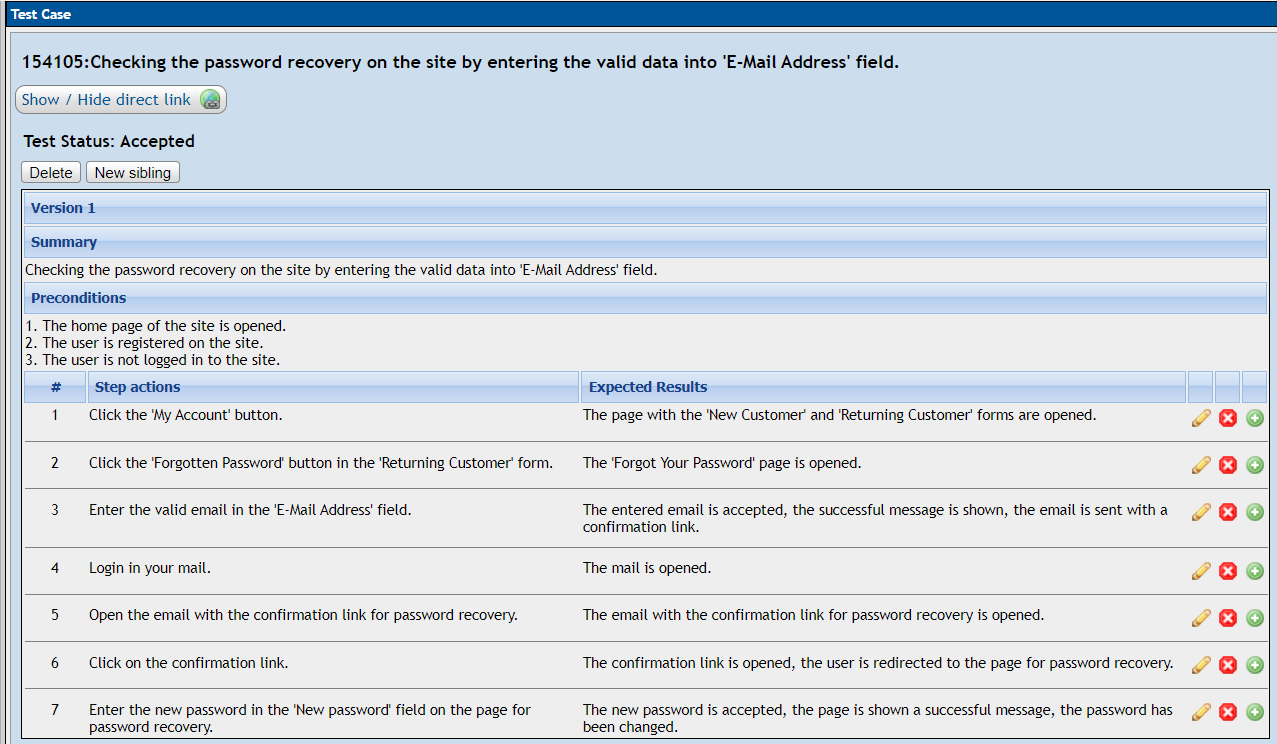 Test Case
154105:Checking the password recovery on the site by entering the valid data into 'E-Mail Address' field.
Show / Hide direct link
Test Status: Accepted
Delete New sibling
Version 1
Summary
Checking the password recovery on the site by entering the valid data into 'E-Mail Address' field.
Preconditions
1. The home page of the site is opened.
2. The user is registered on the site.
3. The user is not logged in to the site.
# Step actions Expected Results
1 Click the 'My Account' button. The page with the 'New Customer' and 'Returning Customer' forms are opened.
2 Click the 'Forgotten Password' button in the 'Returning Customer' form. The 'Forgot Your Password' page is opened.
3 Enter the valid email in the 'E-Mail Address' field. The entered email is accepted, the successful message is shown, the email is sent with a
confirmation link.
4 Login in your mail. The mail is opened.
5 Open the email with the confirmation link for password recovery. The email with the confirmation link for password recovery is opened.
6 Click on the confirmation link. The confirmation link is opened, the user is redirected to the page for password recovery.
7 Enter the new password in the 'New password' field on the page for
password recovery.
The new password is accepted, the page is shown a successful message, the password has
been changed.